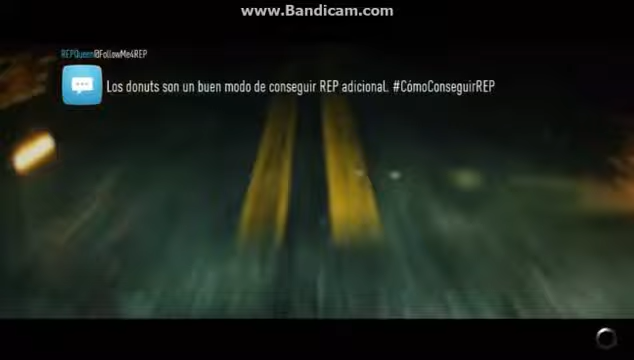 www.Bandicam.com
REPQueen@FollowMe4REP
Los donuts son un buen modo de conseguir REP adicional. #CómoConseguirREP